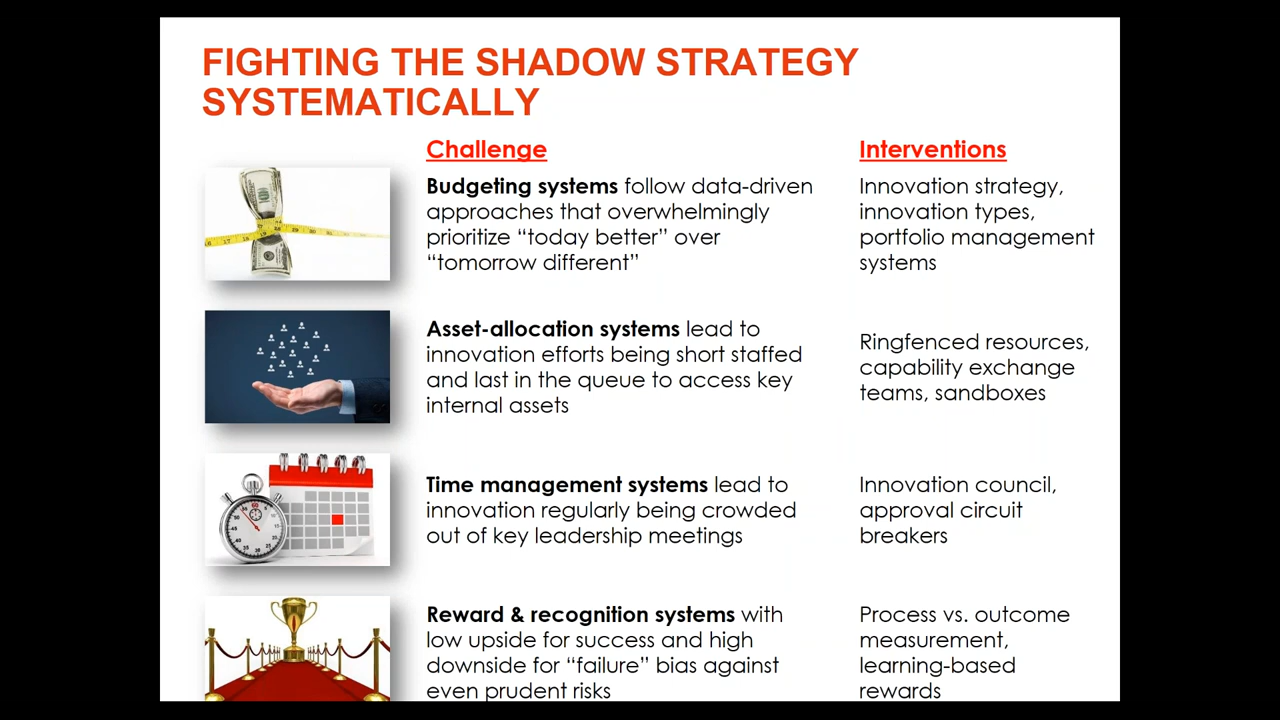 FIGHTING THE SHADOW STRATEGY
SYSTEMATICALLY
Challenge
Interventions
Budgeting systems follow data-driven
approaches that overwhelmingly
prioritize “today better” over
“tomorrow different”
Innovation strategy,
innovation types,
portfolio management
systems
Asset-allocation systems lead to
innovation efforts being short staffed
and last in the queue to access key
internal assets
Ringfenced resources,
capability exchange
teams, sandboxes
Time management systems lead to
innovation regularly being crowded
out of key leadership meetings
Innovation council,
approval circuit
breakers
Reward & recognition systems with
low upside for success and high
downside for “failure” bias against
even prudent risks
Process vs. outcome
measurement,
learning-based
rewards